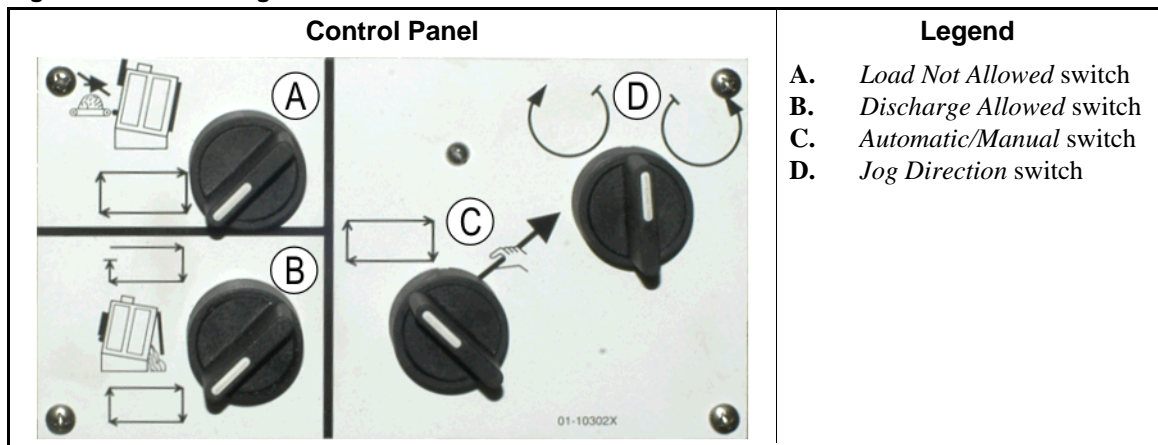 Control Panel
Legend
A
D
C
B
01-10302X
A. Load Not Allowed switch
B. Discharge Allowed switch
C. Automatic/Manual switch
D. Jog Direction switch